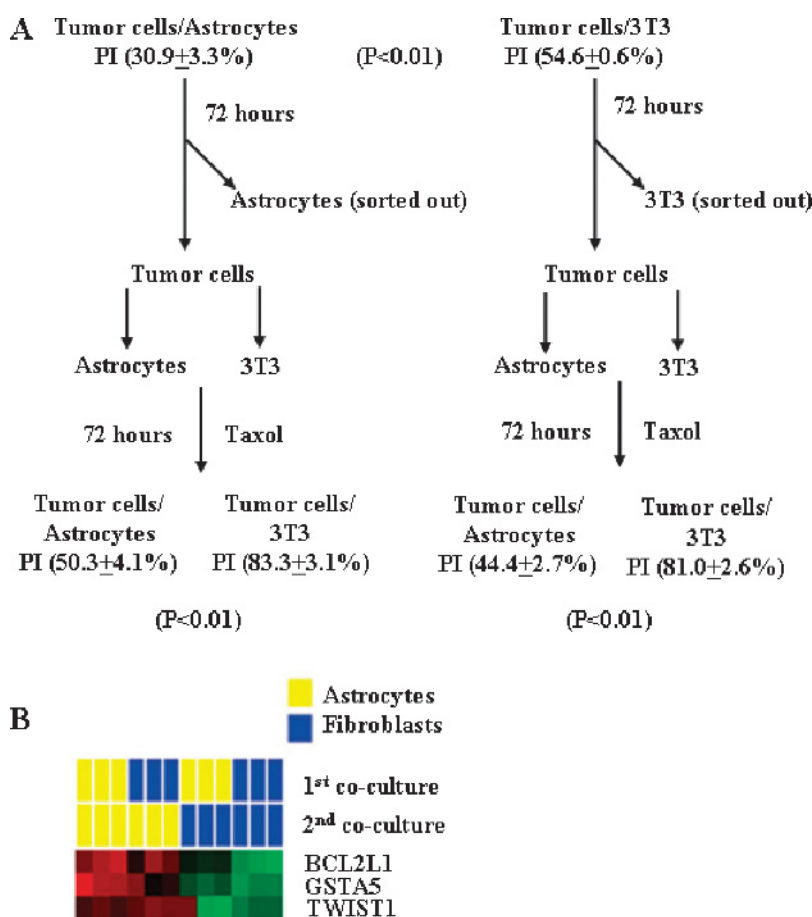 A
Tumor cells/Astrocytes
PI (30.9±3.3%)
(P<0.01)
Tumor cells/3T3
PI (54.6±0.6%)
72 hours
72 hours
Astrocytes (sorted out)
3T3 (sorted out)
Tumor cells
Tumor cells
Astrocytes
3T3
Astrocytes
3T3
72 hours
Taxol
72 hours
Taxol
Tumor cells/
Astrocytes
PI (50.3±4.1%)
Tumor cells/
3T3
PI (83.3±3.1%)
Tumor cells/
Astrocytes
PI (44.4±2.7%)
Tumor cells/
3T3
PI (81.0±2.6%)
(P<0.01)
(P<0.01)
B
Astrocytes
Fibroblasts
1st co-culture
2nd co-culture
BCL2L1
GSTA5
TWIST1